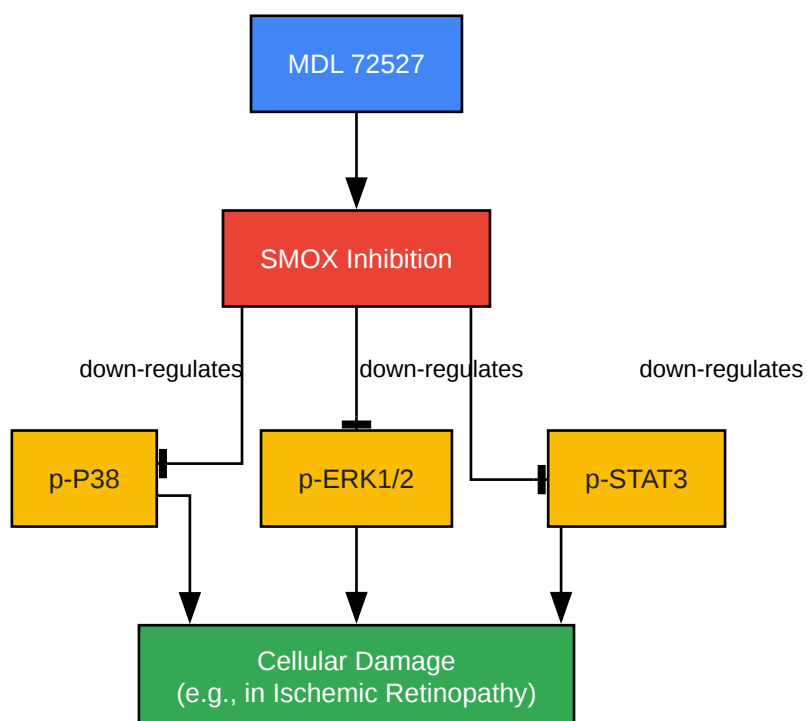 MDL 72527
SMOX Inhibition
down-regulates
down-regulates
down-regulates
p-P38
p-ERK1/2
p-STAT3
Cellular Damage
(e.g., in Ischemic Retinopathy)